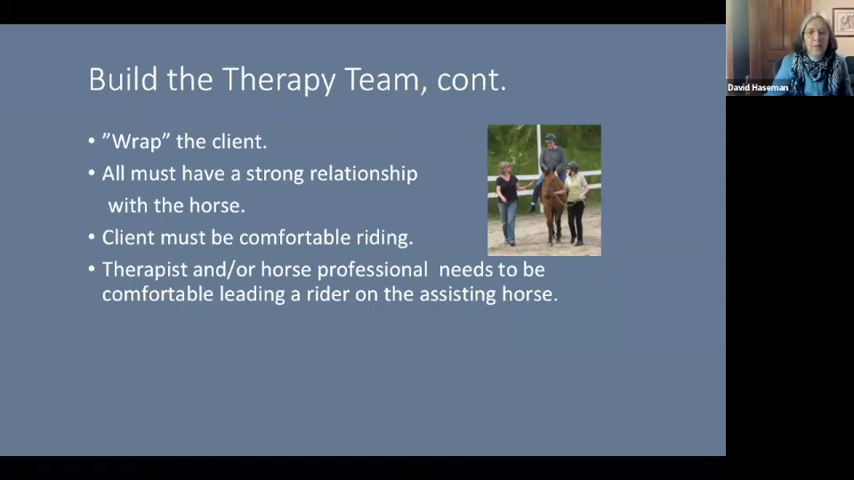 Build the Therapy Team, cont.
David Haseman
• ”Wrap” the client.
• All must have a strong relationship
with the horse.
• Client must be comfortable riding.
• Therapist and/or horse professional  needs to be
comfortable leading a rider on the assisting horse.